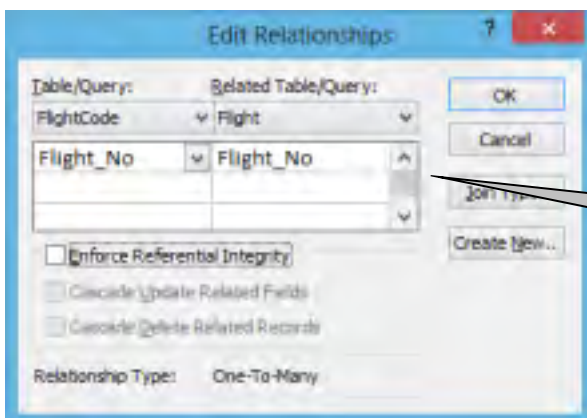 Edit Relationships ?
Table/Query: Related Table/Query:
FlightCode Flight
Flight_No Flight_No
OK
Cancel
Join
Create New..
Enforce Referential Integrity
Cascade Update Related Fields
Cascade Delete Related Records
Relationship Type: One-To-Many